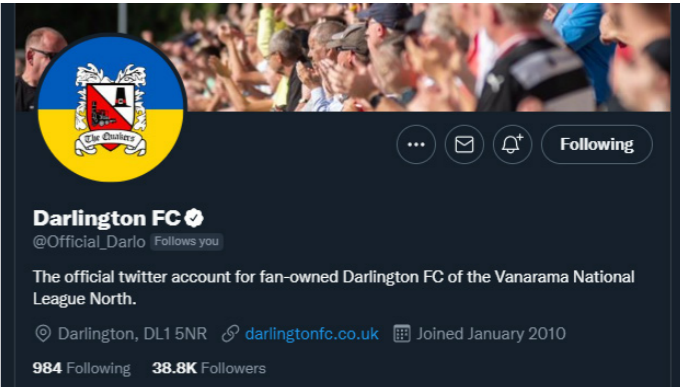 The Quakers
Following
Darlington FC
@Official_Darlo Follows you
The official twitter account for fan-owned Darlington FC of the Vanarama National
League North.
Darlington, DL1 5NR darlingtonfc.co.uk Joined January 2010
984 Following 38.8K Followers